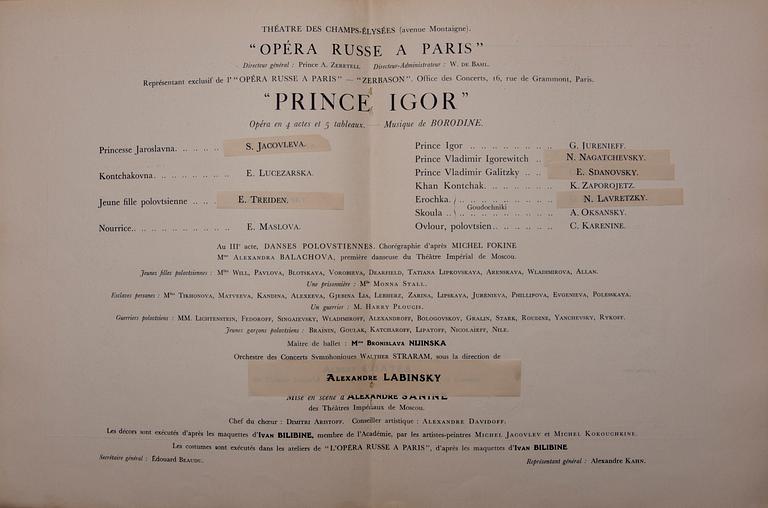 THÉATRE DES CHAMPS-ÉLYSÉES (avenue Montaigne).
"OPÉRA RUSSE A PARIS"
Directeur général : Prince A. ZERETELL Directeur-Administrateur : W. DE BASIL.
Représentant exclusif de l'"OPÉRA RUSSE A PARIS" — "ZERBASON". Office des Concerts, 16, rue de Grammont, Paris.
"PRINCE IGOR"
Opéra en 4 actes et 5 tableaux. — Musique de BORODINE.
Princesse Jaroslavna. . . . . . S. JACOVLEVA.
Kontchakovna. . . . . . . . . E. LUCEZARSKA.
Jeune fille polovtsienne . . . . E. TREIDEN.
Nourrice. . . . . . . . . . . . E. MASLOVA.
Prince Igor . . . . . . . . . . G. JURENIEFF.
Prince Vladimir Igorewitch . . N. NAGATCHEVSKY.
Prince Vladimir Galitzky . . E. SDANOVSKY.
Khan Kontchak. . . . . . . . . K. ZAPOROJETZ.
Erochka. . . . . . . . . . . N. LAVRETZKY.
Goudochniki
Skoula . . . . . . . . . . . A. OKSANSKY.
Ovlour, polovtsien . . . . . . . C. KARENINE.
Au IIIe acte, DANSES POLOVSTIENNES. Chorégraphie d'après MICHEL FOKINE
Mme ALEXANDRA BALACHOVA, première danseuse du Théâtre Impérial de Moscou.
Jeunes filles polovtsiennes : Mlles WILL, PAVLOVA, BLOTSKAYA, VOROBIEVA, DEARFIELD, TATIANA LIPKOVSKAYA, ARENSKAYA, WLADIMIROVA, ALLAN.
Une prisonnière : Mlle MONNA STALL.
Esclaves persanes : Mlles TIKHONOVA, MATVEEVA, KANDINA, ALEXEEVA, GJEBINA LIA, LEBHERZ, ZARINA, LIPSKAYA, JURENIEVA, PHILLIPOVA, EVGENIEVA, POLESSKAYA.
Un guerrier : M. HARRY PLOUGIS.
Guerriers polovtsiens : MM. LICHTENSTEIN, FEDOROFF, SINGAIEVSKY, WLADIMIROFF, ALEXANDROFF, BOLOGOVSKOY, GRALIN, STARK, ROUDINE, YANCHEVSKY, RYKOFF.
Jeunes garçons polovtsiens : BRAININ, GOULAK, KATCHAROFF, LIPATOFF, NICOLAIEFF, NILE.
Maître de ballet : Mme BRONISLAVA NIJINSKA
Orchestre des Concerts Symphoniques WALTHER STRARAM, sous la direction de
ALEXANDRE LABINSKY
Mise en scène d'ALEXANDRE SANINE
des Théâtres Impériaux de Moscou.
Chef du chœur : DIMITRI ARISTOFF. Conseiller artistique : ALEXANDRE DAVIDOFF.
Les décors sont exécutés d'après les maquettes d'IVAN BILIBINE, membre de l'Académie, par les artistes-peintres MICHEL JACOVLEV et MICHEL KOKOUCHKINE.
Les costumes sont exécutés dans les ateliers de "L'OPÉRA RUSSE A PARIS", d'après les maquettes d'IVAN BILIBINE
Secrétaire général : ÉDOUARD BEAUDU.
Représentant général : ALEXANDRE KAHN.